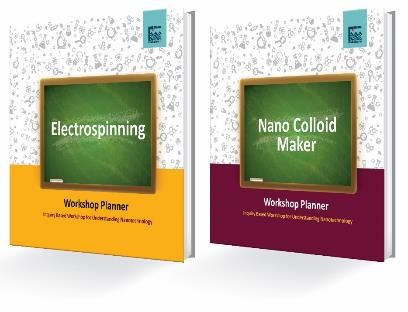 Electrospinning
Workshop Planner
Inquiry Based Workshop for Understanding Nanotechnology
Nano Colloid
Maker
Workshop Planner
Inquiry Based Workshop for Understanding Nanotechnology